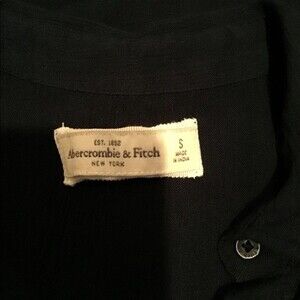 EST. 1892
Abercrombie & Fitch
NEW YORK
S
MADE
IN INDIA